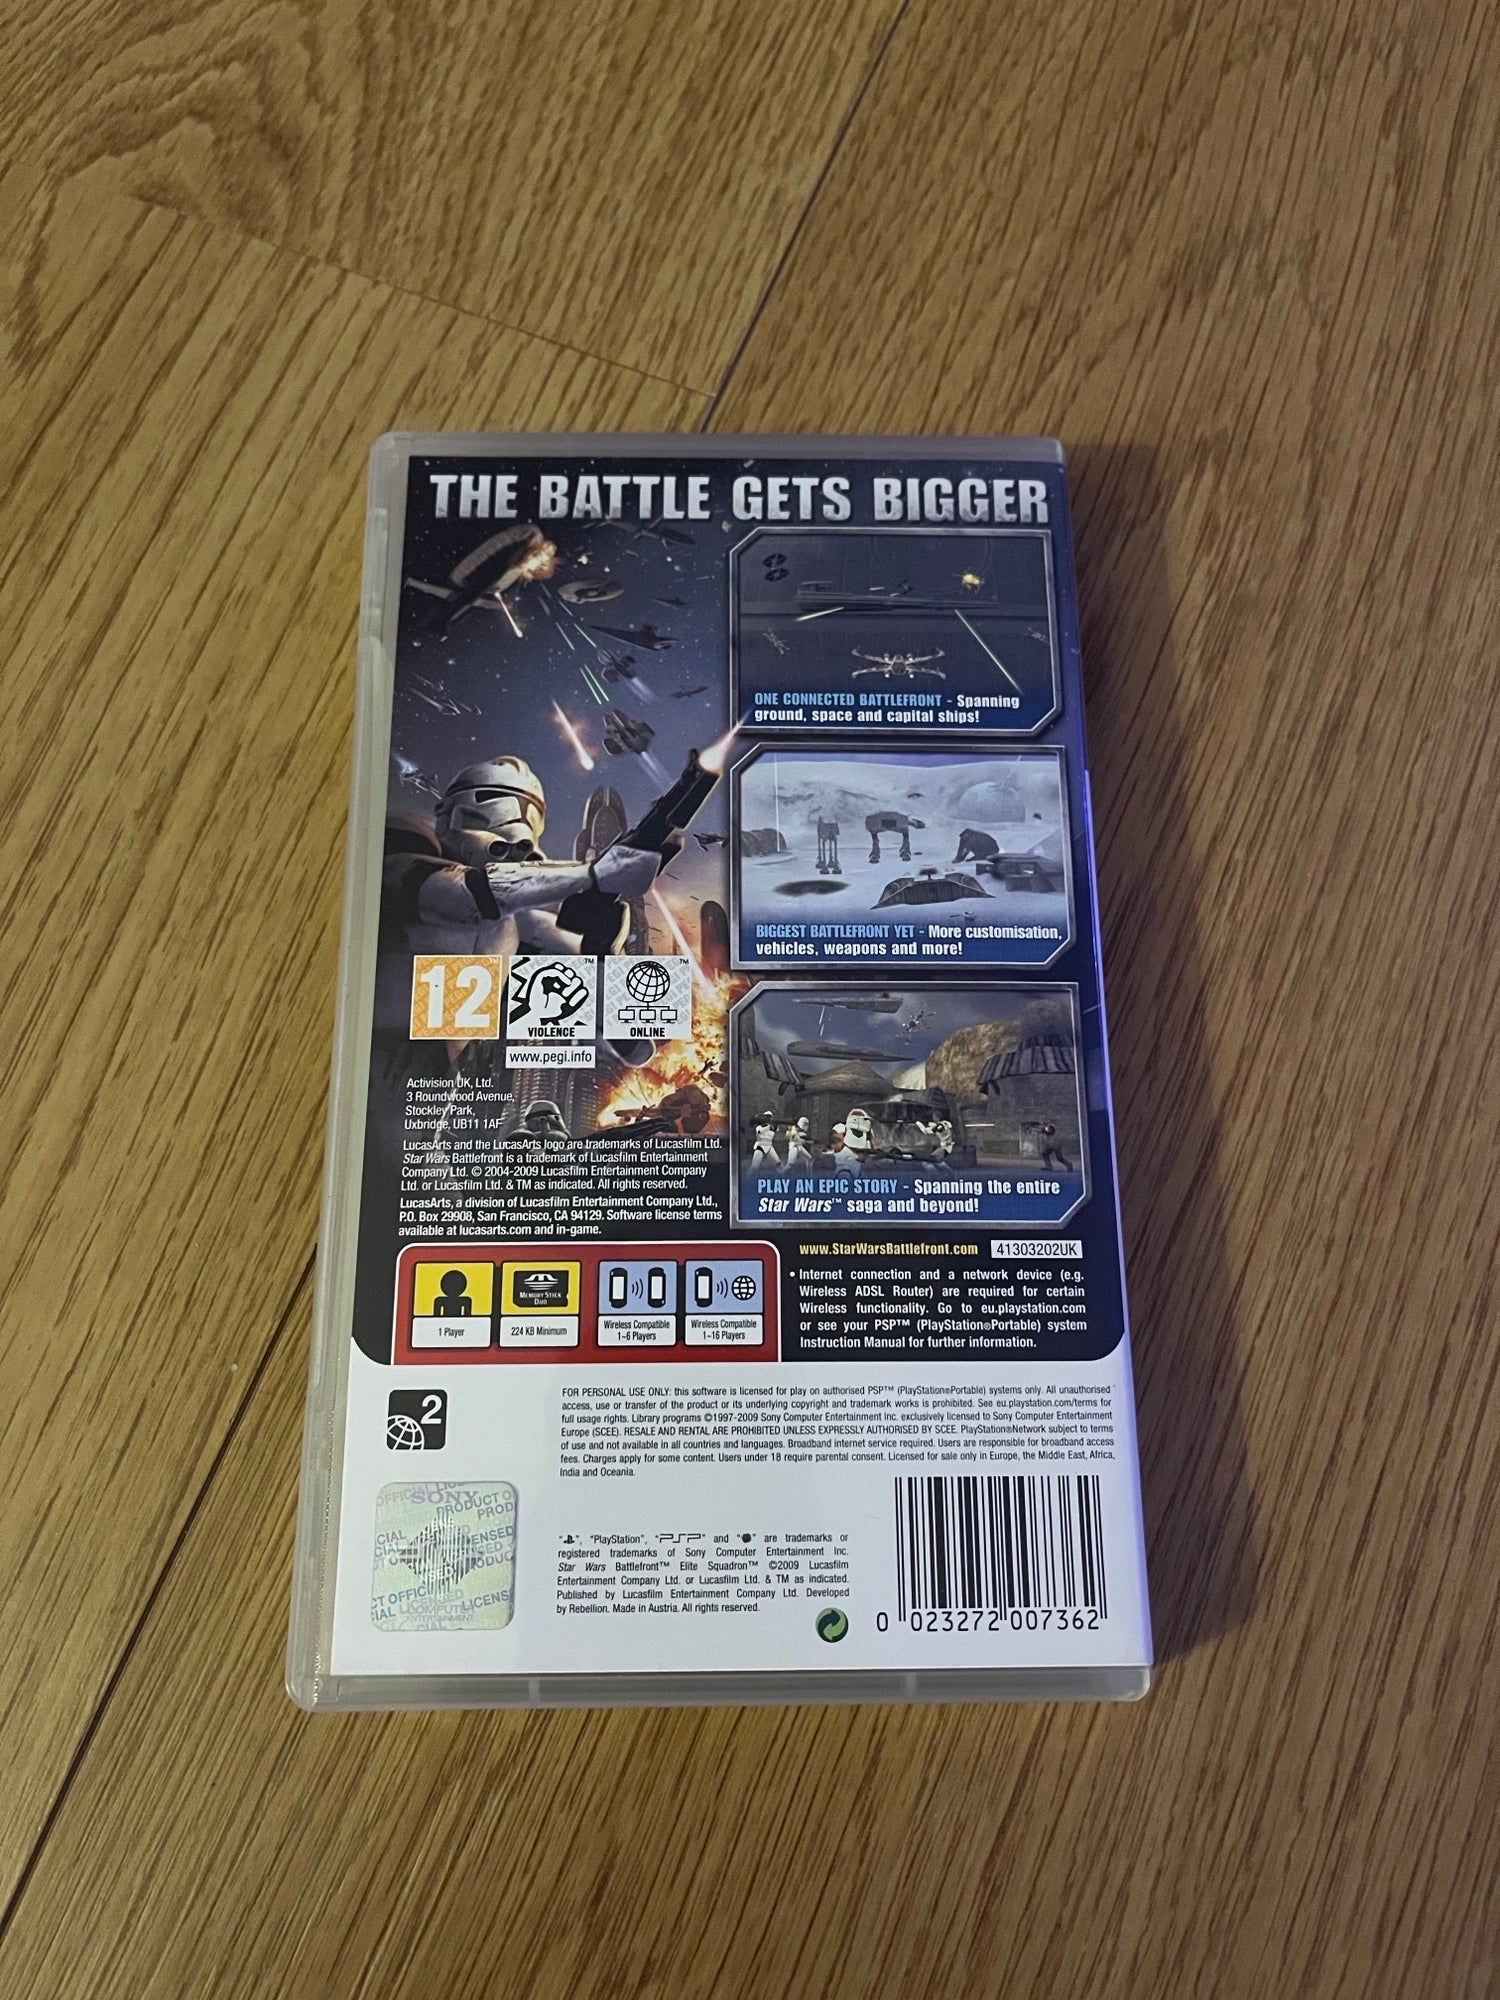 THE BATTLE GETS BIGGER
ONE CONNECTED BATTLEFRONT - Spanning
ground, space and capital ships!
BIGGEST BATTLEFRONT YET - More customisation,
vehicles, weapons and more!
PLAY AN EPIC STORY - Spanning the entire
Star Wars™ saga and beyond!
12
VIOLENCE
ONLINE
www.pegi.info
Activision UK, Ltd.
3 Roundwood Avenue,
Stockley Park,
Uxbridge, UB11 1AF
LucasArts and the LucasArts logo are trademarks of Lucasfilm Ltd.
Star Wars Battlefront is a trademark of Lucasfilm Entertainment
Company Ltd. © 2004-2009 Lucasfilm Entertainment Company
Ltd. or Lucasfilm Ltd. & TM as indicated. All rights reserved.
LucasArts, a division of Lucasfilm Entertainment Company Ltd.,
P.O. Box 29908, San Francisco, CA 94129. Software license terms
available at lucasarts.com and in-game.
www.StarWarsBattlefront.com 41303202UK
1 Player
MEMORY STICK
DUO
224 KB Minimum
Wireless Compatible
1-6 Players
Wireless Compatible
1-16 Players
• Internet connection and a network device (e.g.
Wireless ADSL Router) are required for certain
Wireless functionality. Go to eu.playstation.com
or see your PSP™ (PlayStation®Portable) system
Instruction Manual for further information.
2
FOR PERSONAL USE ONLY: this software is licensed for play on authorised PSP™ (PlayStation®Portable) systems only. All unauthorised
access, use or transfer of the product or its underlying copyright and trademark works is prohibited. See eu.playstation.com/terms for
full usage rights. Library programs ©1997-2009 Sony Computer Entertainment Inc. exclusively licensed to Sony Computer Entertainment
Europe (SCEE). RESALE AND RENTAL ARE PROHIBITED UNLESS EXPRESSLY AUTHORISED BY SCEE. PlayStation®Network subject to terms
of use and not available in all countries and languages. Broadband internet service required. Users are responsible for broadband access
fees. Charges apply for some content. Users under 18 require parental consent. Licensed for sale only in Europe, the Middle East, Africa,
India and Oceania.
SONY
COMPUTER
ENTERTAINMENT
"PlayStation", "PSP" and are trademarks or
registered trademarks of Sony Computer Entertainment Inc.
Star Wars Battlefront™ Elite Squadron™ ©2009 Lucasfilm
Entertainment Company Ltd. or Lucasfilm Ltd. & TM as indicated.
Published by Lucasfilm Entertainment Company Ltd. Developed
by Rebellion. Made in Austria. All rights reserved.
0 023272 007362